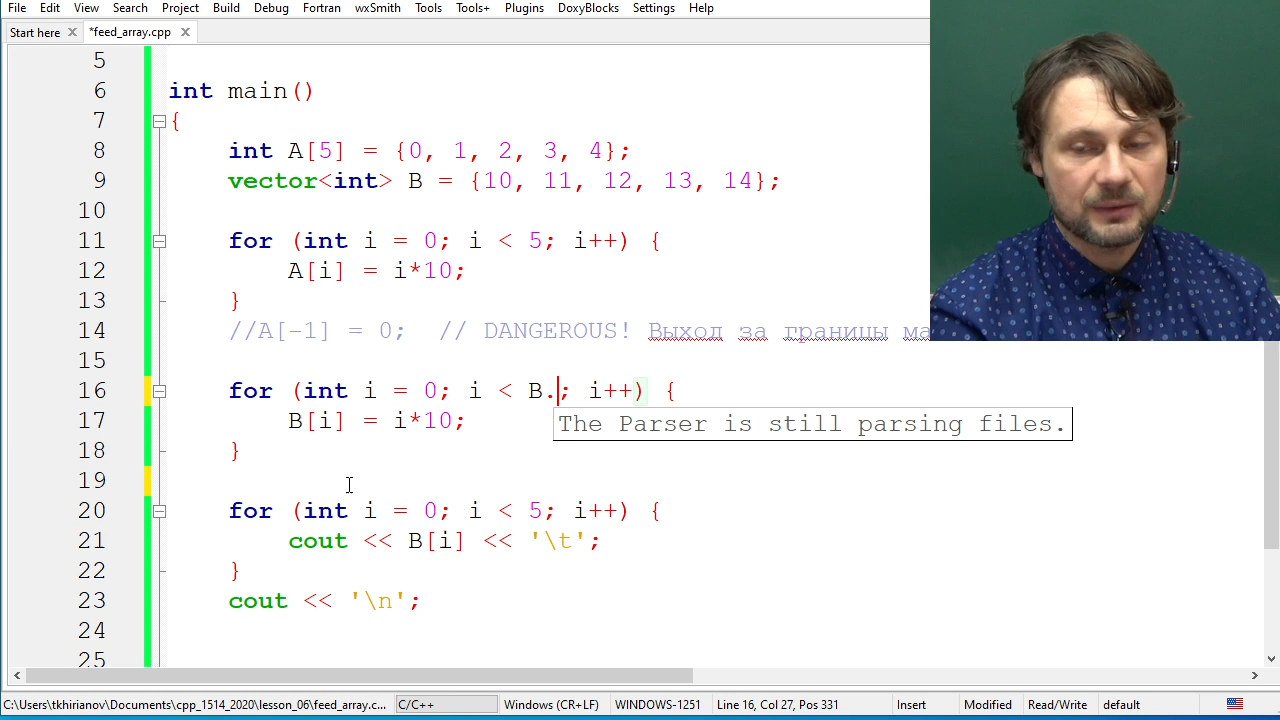 File Edit View Search Project Build Debug Fortran wxSmith Tools Tools+ Plugins DoxyBlocks Settings Help
Start here *feed_array.cpp
5
6 int main()
7 {
8 int A[5] = {0, 1, 2, 3, 4};
9 vector<int> B = {10, 11, 12, 13, 14};
10
11 for (int i = 0; i < 5; i++) {
12 A[i] = i*10;
13 }
14 //A[-1] = 0; // DANGEROUS! Выход за границы ма
15
16 for (int i = 0; i < B.; i++) {
17 B[i] = i*10;
The Parser is still parsing files.
18 }
19
20 for (int i = 0; i < 5; i++) {
21 cout << B[i] << '\t';
22 }
23 cout << '\n';
24
25
C:\Users\tkhirianov\Documents\cpp_1514_2020\lesson_06\feed_array.c... C/C++ Windows (CR+LF) WINDOWS-1251 Line 16, Col 27, Pos 331 Insert Modified Read/Write default